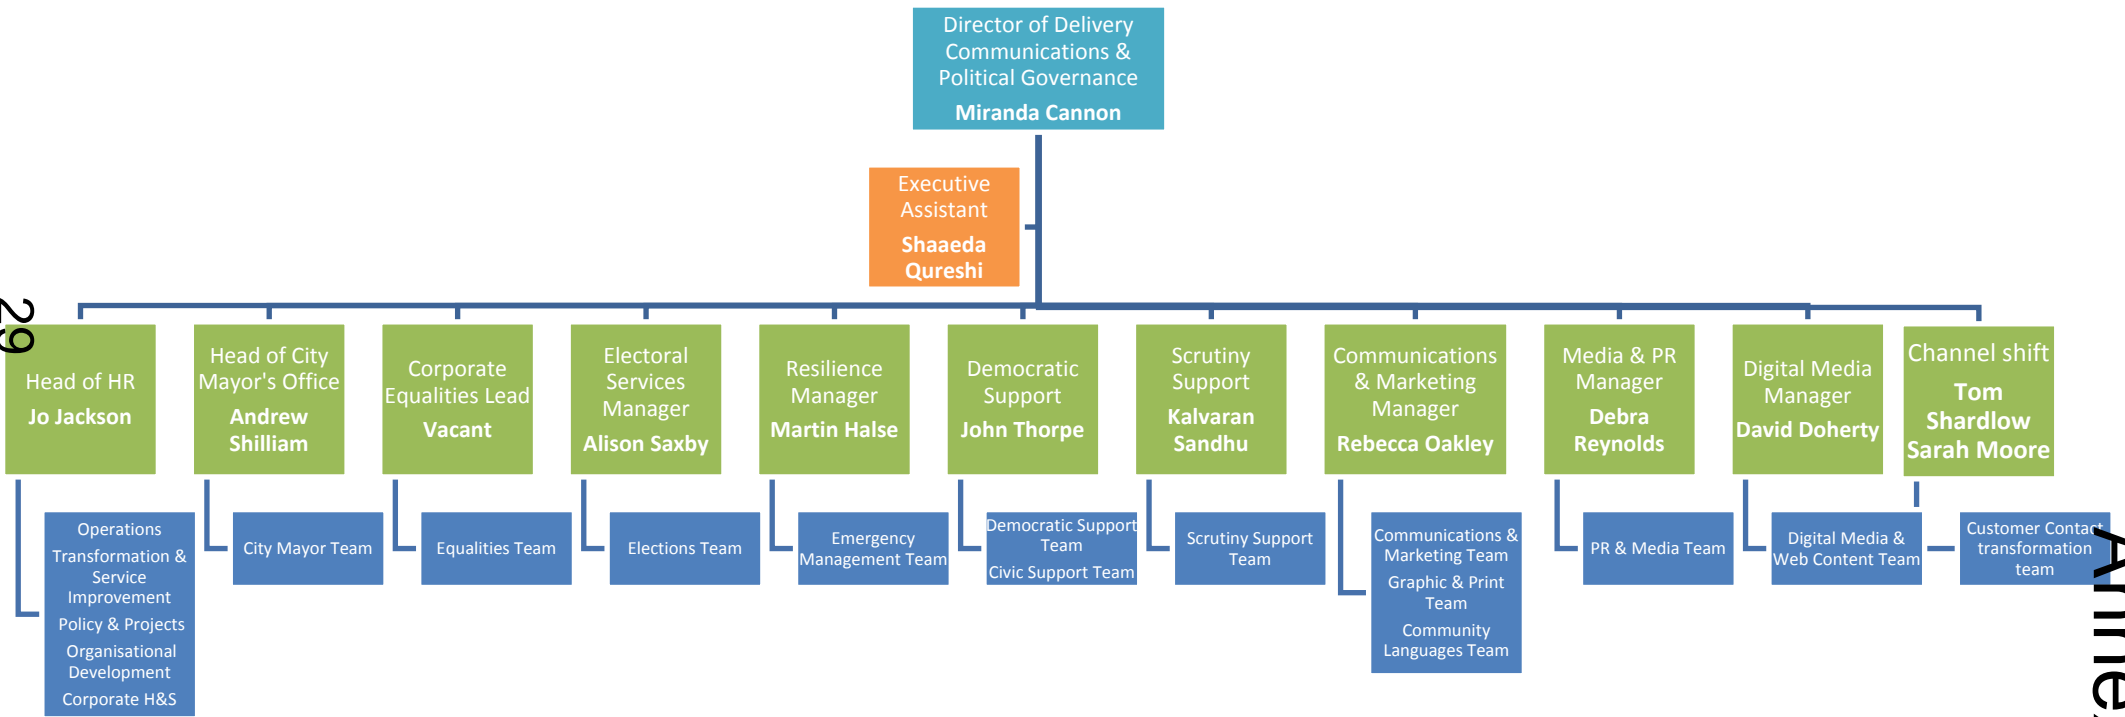 Director of Delivery
Communications &
Political Governance
Miranda Cannon
Executive
Assistant
Shaaeda
Qureshi
29
Head of HR
Jo Jackson
Head of City
Mayor's Office
Andrew
Shilliam
Corporate
Equalities Lead
Vacant
Electoral
Services
Manager
Alison Saxby
Resilience
Manager
Martin Halse
Democratic
Support
John Thorpe
Scrutiny
Support
Kalvaran
Sandhu
Communications
& Marketing
Manager
Rebecca Oakley
Media & PR
Manager
Debra
Reynolds
Digital Media
Manager
David Doherty
Channel shift
Tom
Shardlow
Sarah Moore
Operations
Transformation &
Service
Improvement
Policy & Projects
Organisational
Development
Corporate H&S
City Mayor Team
Equalities Team
Elections Team
Emergency
Management Team
Democratic Support
Team
Civic Support Team
Scrutiny Support
Team
Communications &
Marketing Team
Graphic & Print
Team
Community
Languages Team
PR & Media Team
Digital Media &
Web Content Team
Customer Contact
transformation
team